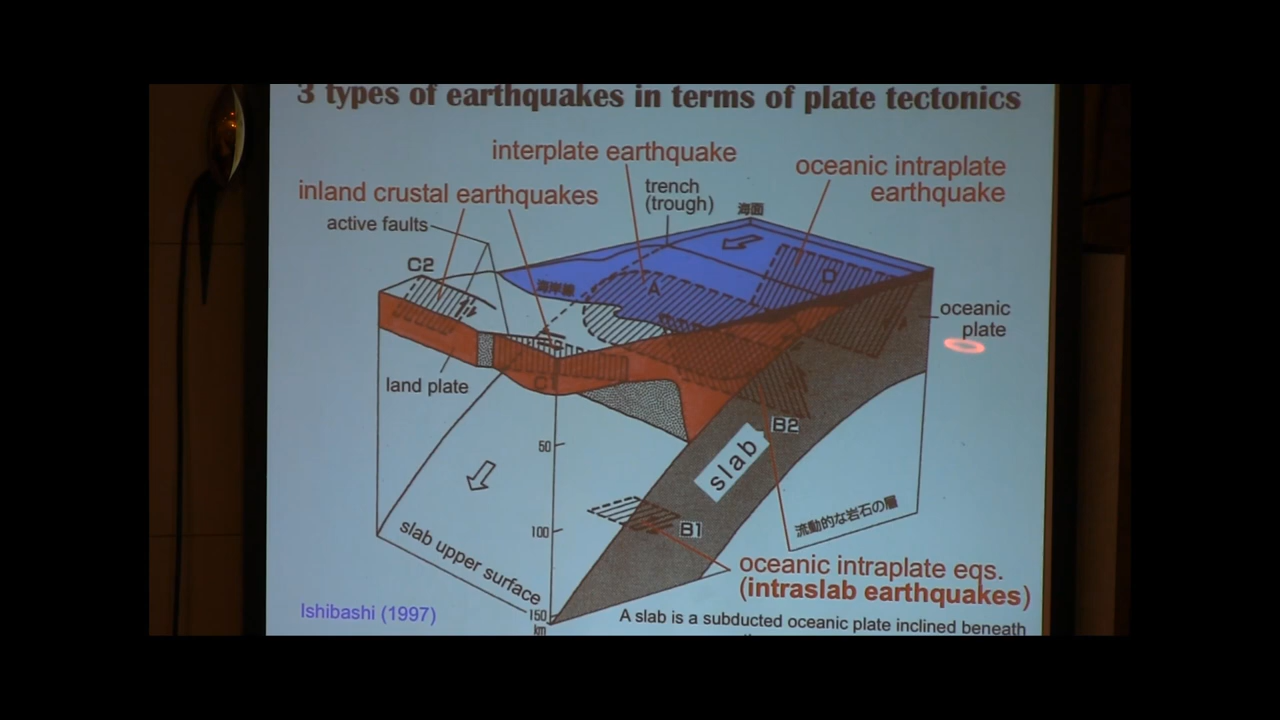 3 types of earthquakes in terms of plate tectonics
interplate earthquake
oceanic intraplate
earthquake
inland crustal earthquakes
trench
(trough)
海面
active faults
C2
海岸線
A
D
oceanic
plate
land plate
C1
B2
50
slab
100
B1
流動的な岩石の層
slab upper surface
oceanic intraplate eqs.
(intraslab earthquakes)
150
km
Ishibashi (1997)
A slab is a subducted oceanic plate inclined beneath